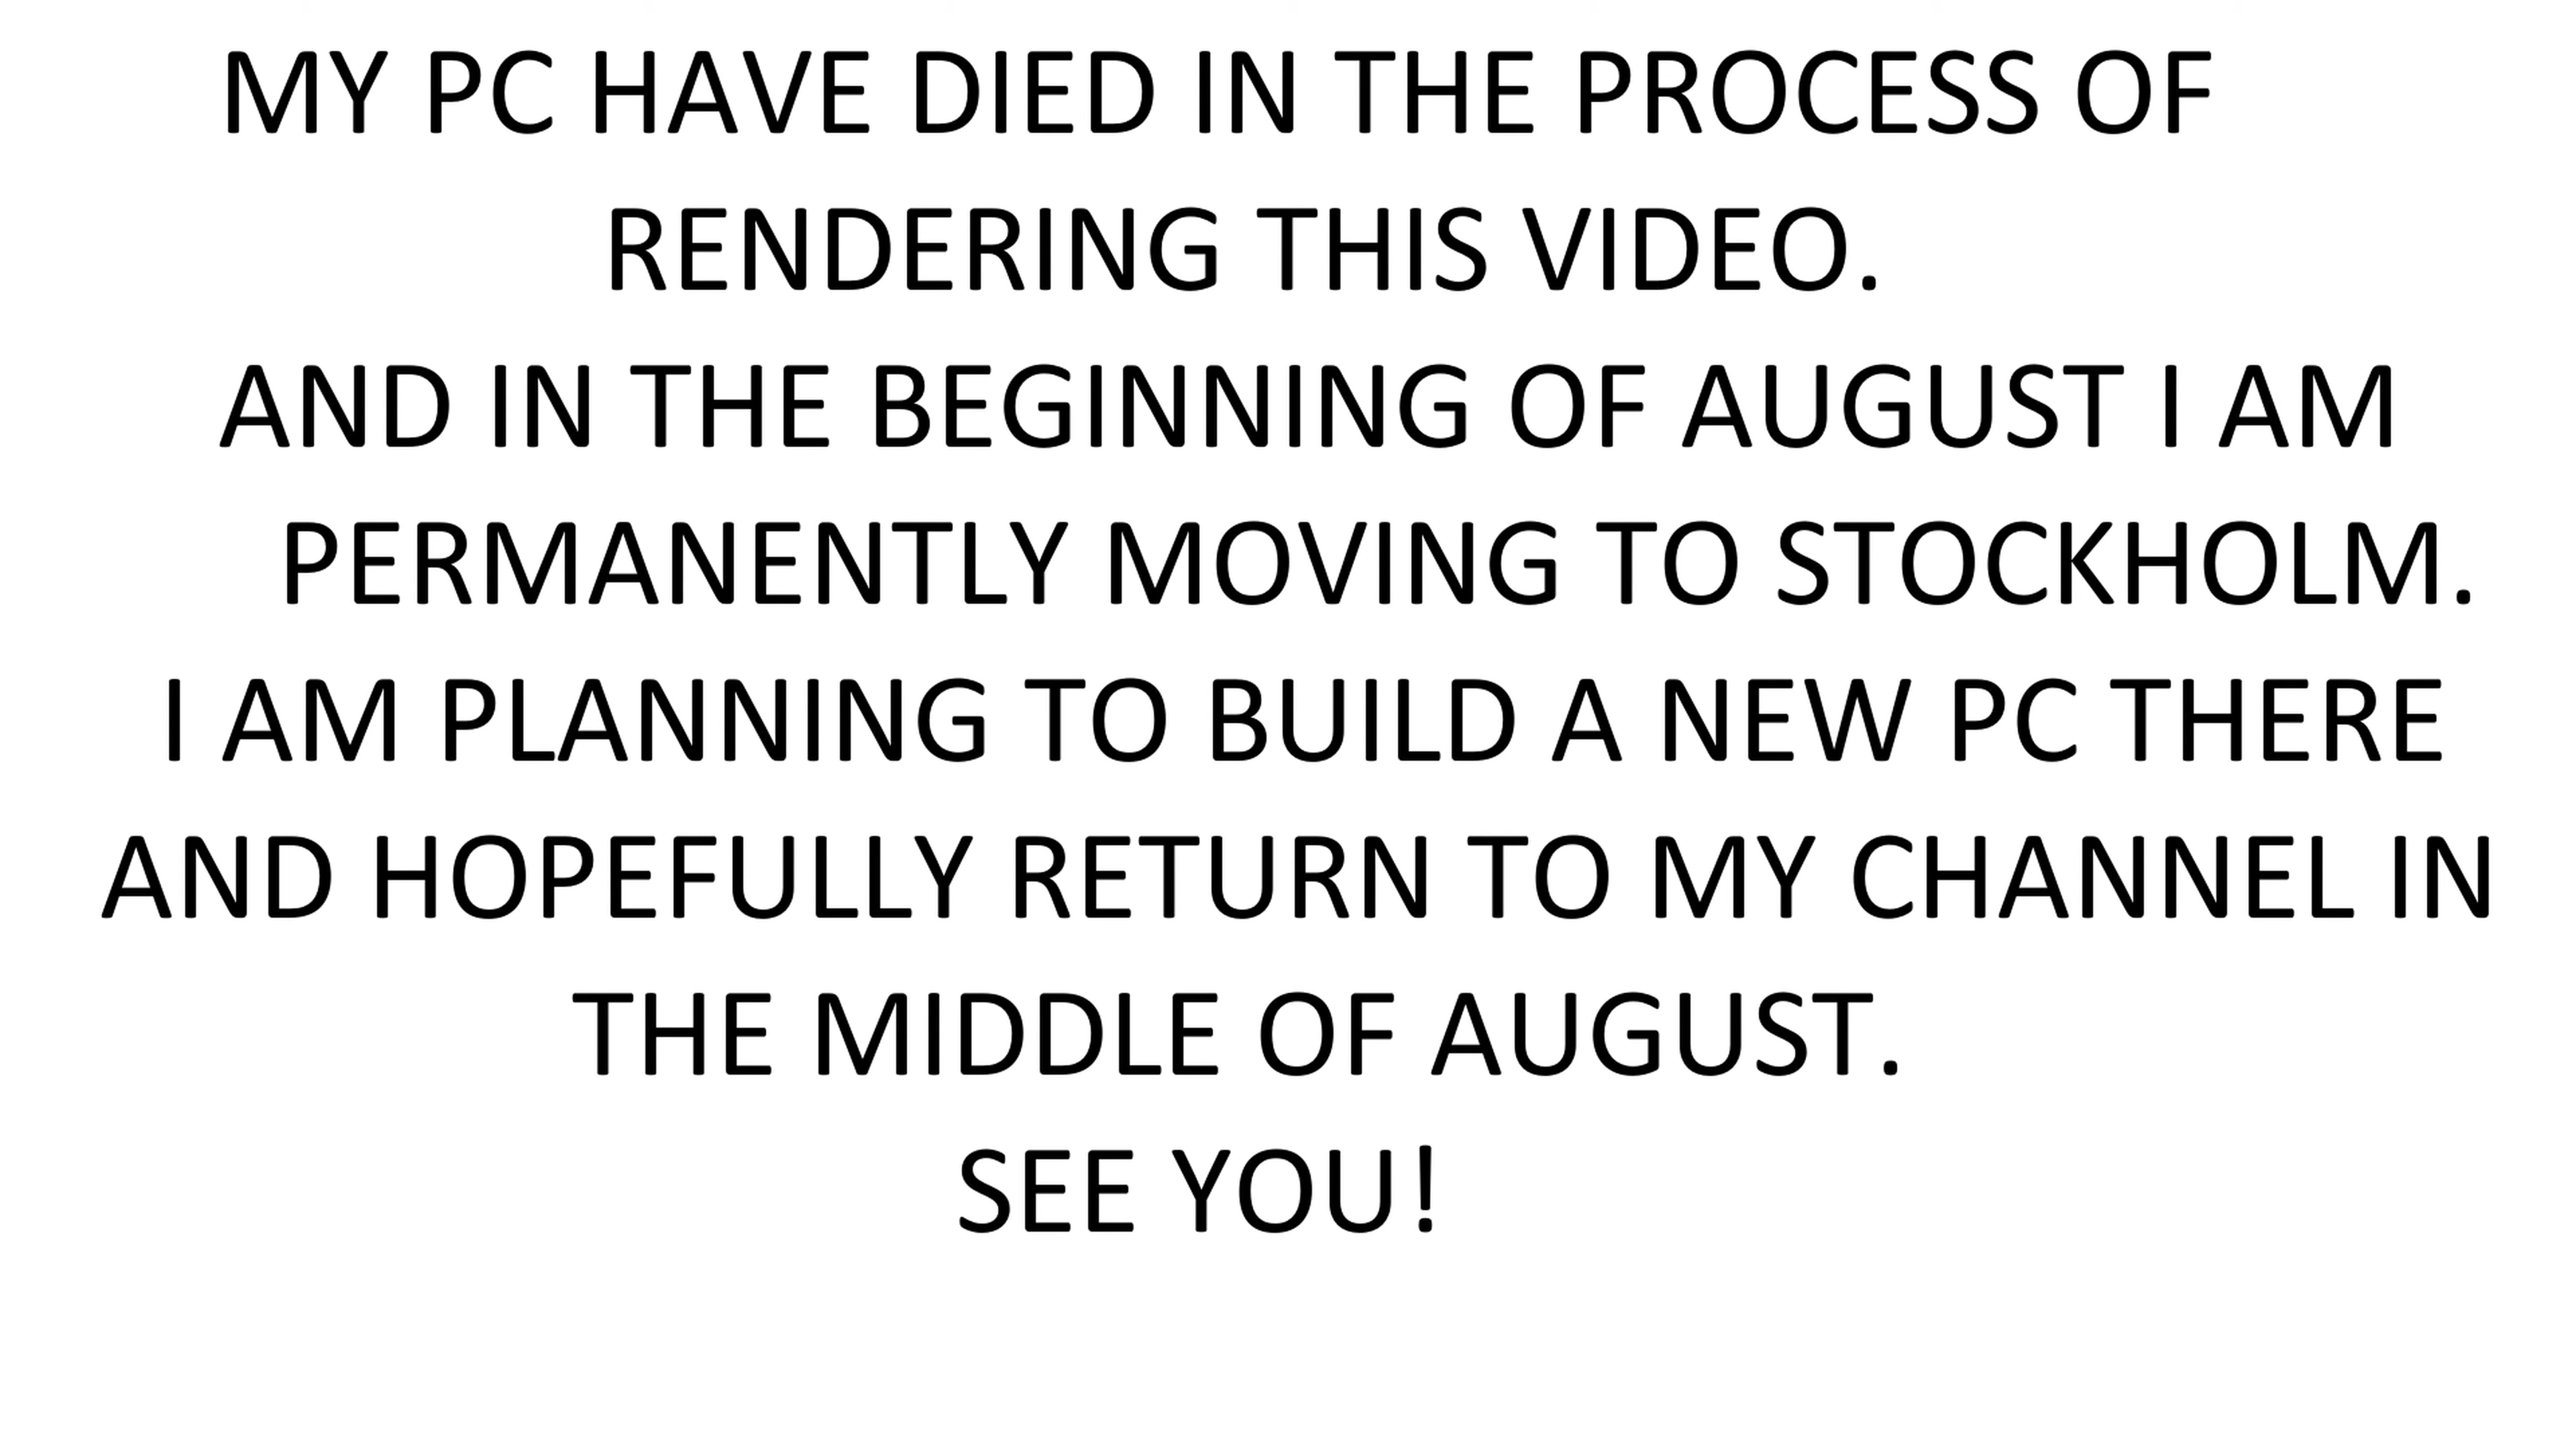 MY PC HAVE DIED IN THE PROCESS OF
RENDERING THIS VIDEO.
AND IN THE BEGINNING OF AUGUST I AM
PERMANENTLY MOVING TO STOCKHOLM.
I AM PLANNING TO BUILD A NEW PC THERE
AND HOPEFULLY RETURN TO MY CHANNEL IN
THE MIDDLE OF AUGUST.
SEE YOU!